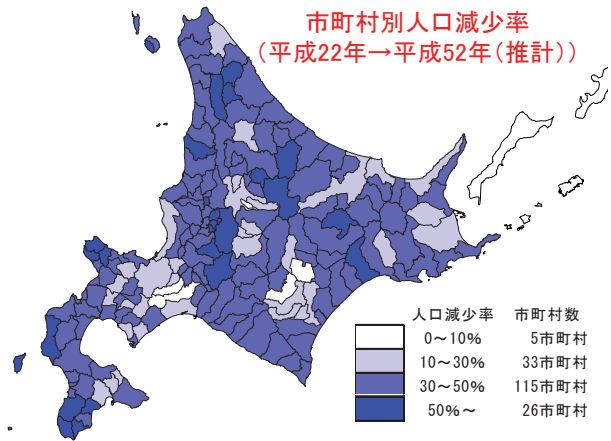 市町村別人口減少率
(平成22年→平成52年(推計))
人口減少率 市町村数
0～10% 5市町村
10～30% 33市町村
30～50% 115市町村
50%～ 26市町村